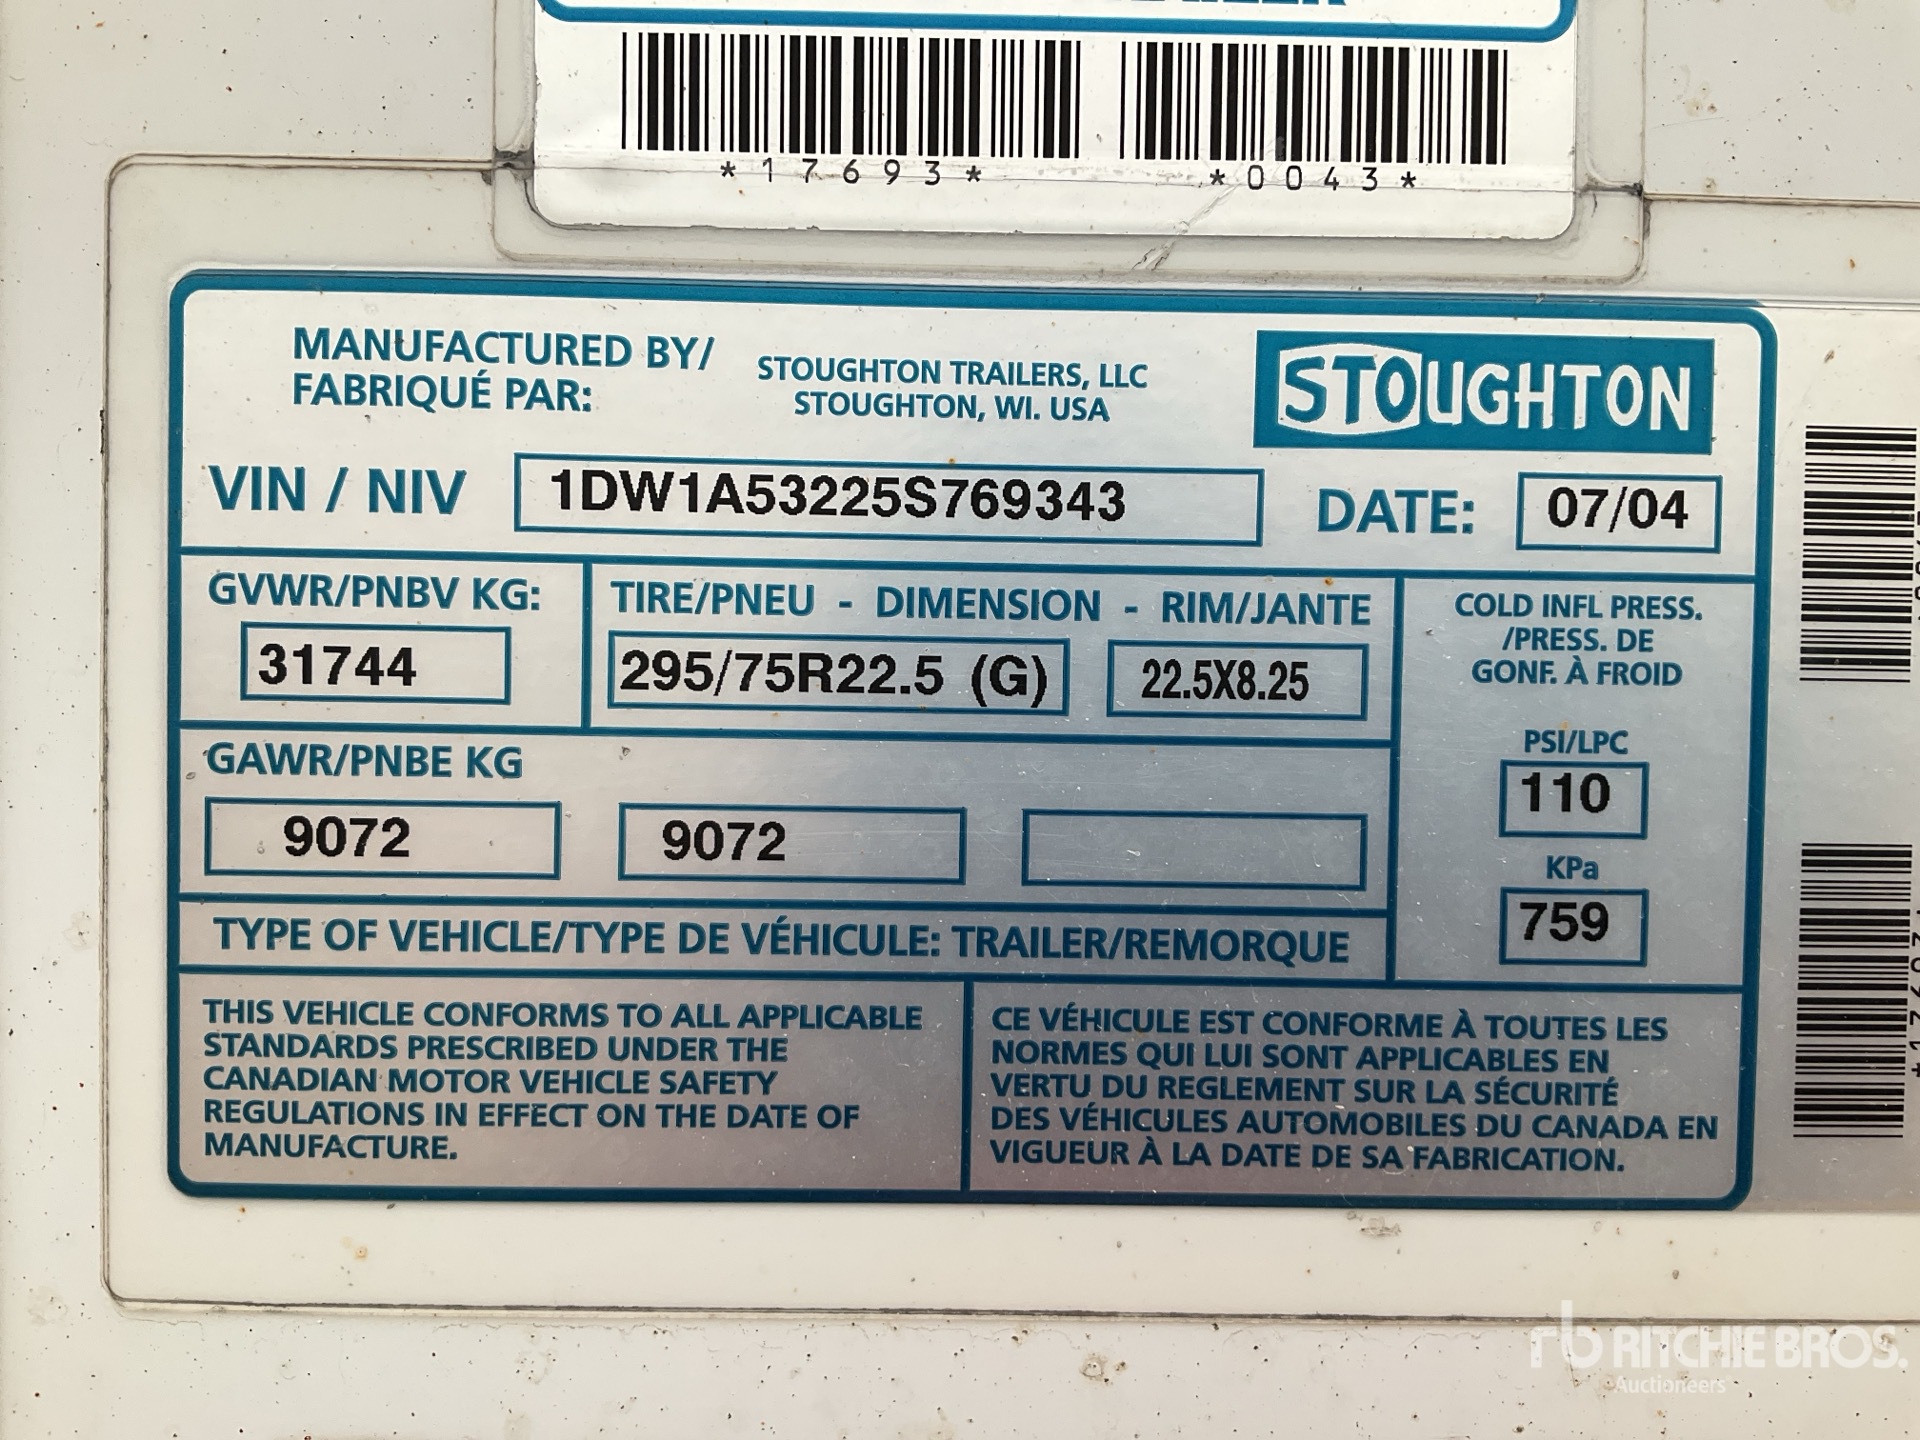 *17693* *0043*
MANUFACTURED BY/
FABRIQUÉ PAR:
STOUGHTON TRAILERS, LLC
STOUGHTON, WI. USA
STOUGHTON
VIN / NIV 1DW1A53225S769343 DATE: 07/04
GVWR/PNBV KG:
31744
TIRE/PNEU - DIMENSION - RIM/JANTE
295/75R22.5 (G) 22.5X8.25
COLD INFL PRESS.
/PRESS. DE
GONF. À FROID
PSI/LPC
110
KPa
759
GAWR/PNBE KG
9072 9072
TYPE OF VEHICLE/TYPE DE VÉHICULE: TRAILER/REMORQUE
THIS VEHICLE CONFORMS TO ALL APPLICABLE
STANDARDS PRESCRIBED UNDER THE
CANADIAN MOTOR VEHICLE SAFETY
REGULATIONS IN EFFECT ON THE DATE OF
MANUFACTURE.
CE VÉHICULE EST CONFORME À TOUTES LES
NORMES QUI LUI SONT APPLICABLES EN
VERTU DU REGLEMENT SUR LA SÉCURITÉ
DES VÉHICULES AUTOMOBILES DU CANADA EN
VIGUEUR À LA DATE DE SA FABRICATION.
rb RITCHIE BROS.
Auctioneers